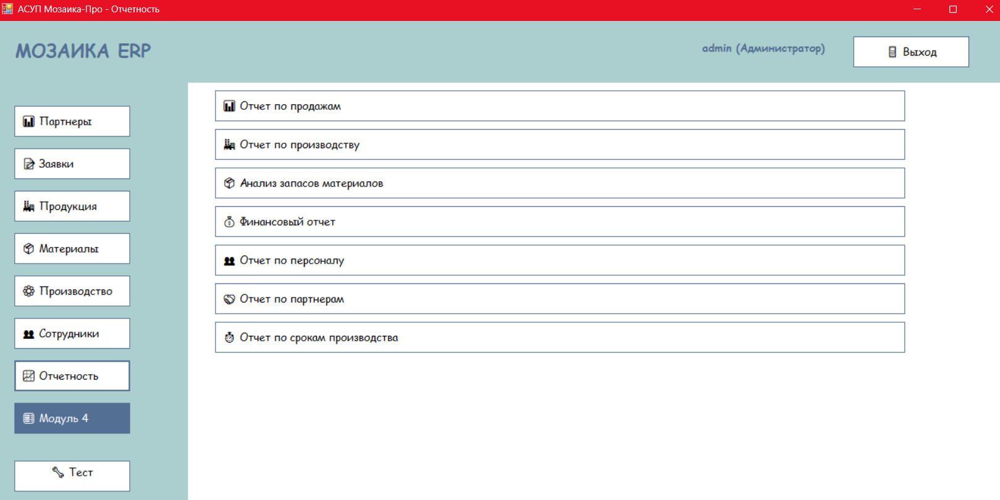 АСУП Мозаика-Про - Отчетность
МОЗАИКА ERP
admin (Администратор)
Выход
Партнеры
Заявки
Продукция
Материалы
Производство
Сотрудники
Отчетность
Модуль 4
Тест
Отчет по продажам
Отчет по производству
Анализ запасов материалов
Финансовый отчет
Отчет по персоналу
Отчет по партнерам
Отчет по срокам производства